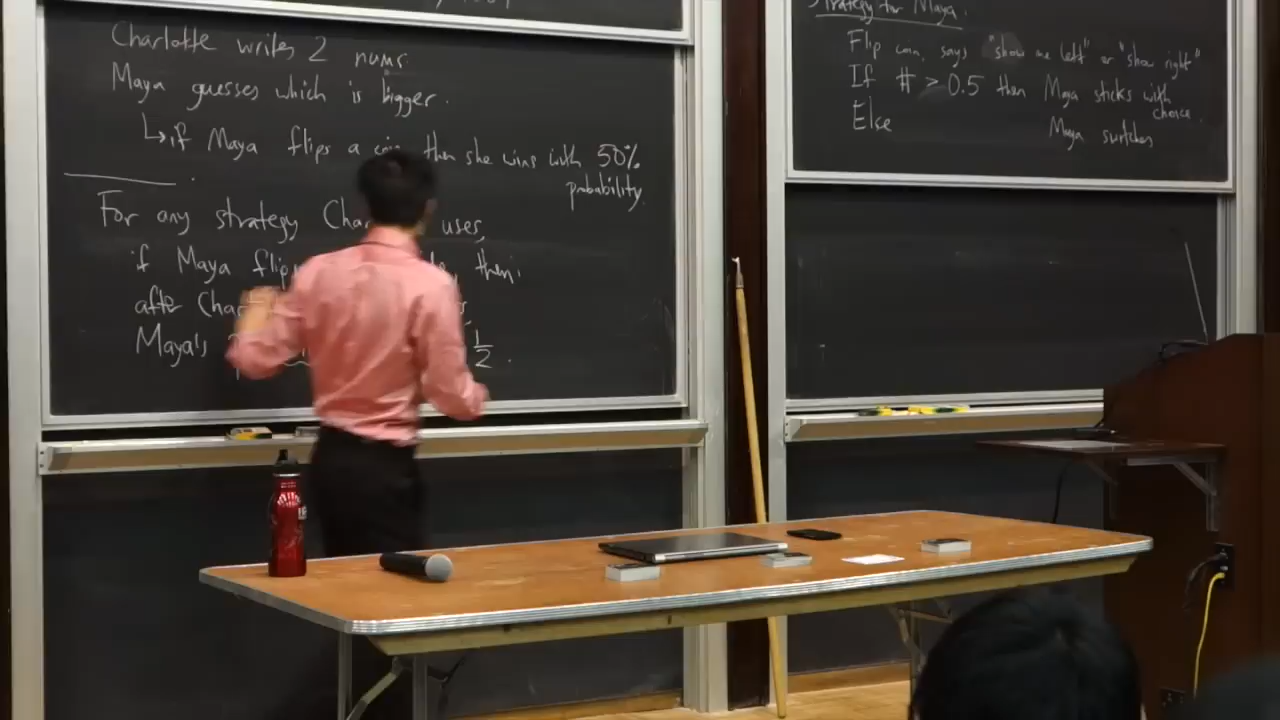 Charlotte writes 2 nums.
Maya guesses which is bigger.
↳ if Maya flips a coin then she wins with 50%
probability.
For any strategy Char uses,
if Maya flip then
after Char
Maya's 1/2.
Strategy for Maya.
Flip coin, says "show me left" or "show right"
If # > 0.5 then Maya sticks with
choice.
Else Maya switches